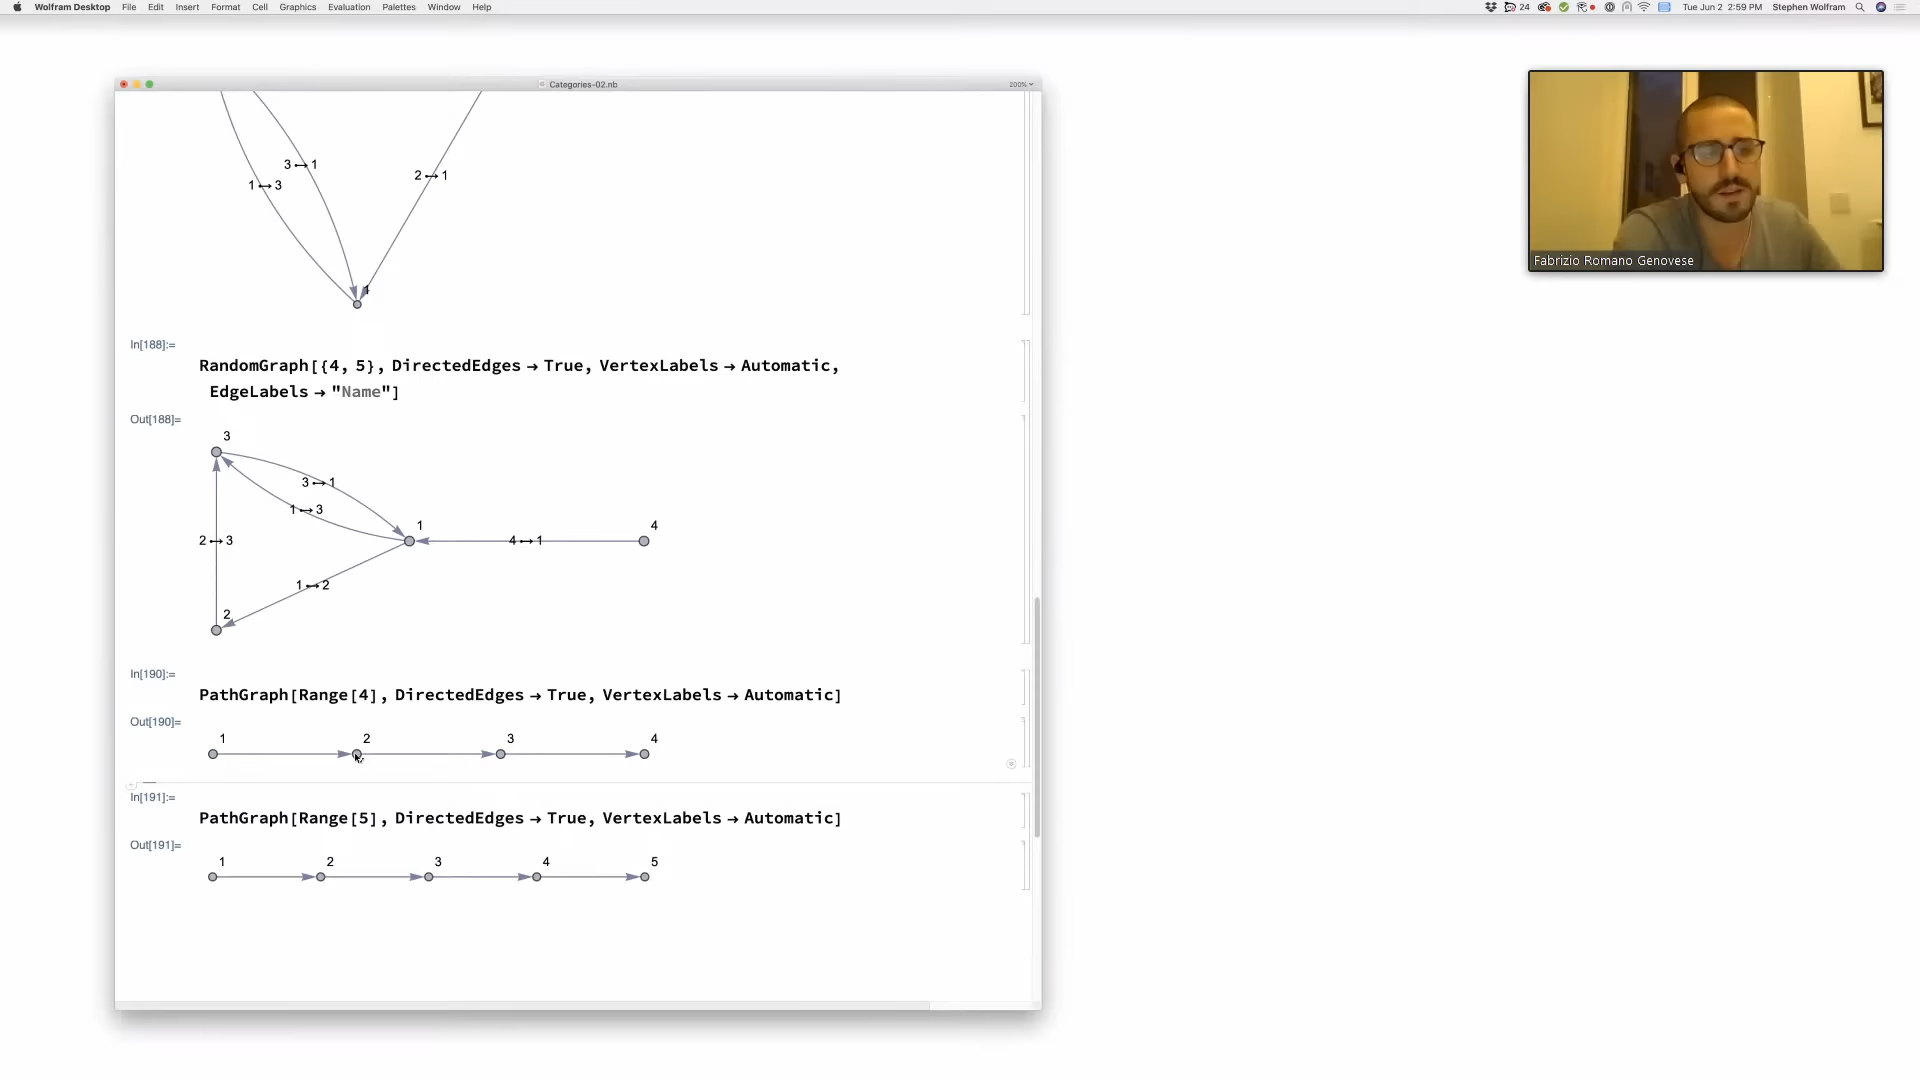 Wolfram Desktop File Edit Insert Format Cell Graphics Evaluation Palettes Window Help 24 Tue Jun 2 2:59 PM Stephen Wolfram
Categories-02.nb 200%
3 ↦ 1
1 ↦ 3
2 ↦ 1
1
In[188]:=
RandomGraph[{4, 5}, DirectedEdges → True, VertexLabels → Automatic,
EdgeLabels → "Name"]
Out[188]=
3
3 ↦ 1
1 ↦ 3
1
4
2 ↦ 3
4 ↦ 1
1 ↦ 2
2
In[190]:=
PathGraph[Range[4], DirectedEdges → True, VertexLabels → Automatic]
Out[190]=
1 2 3 4
In[191]:=
PathGraph[Range[5], DirectedEdges → True, VertexLabels → Automatic]
Out[191]=
1 2 3 4 5
Fabrizio Romano Genovese